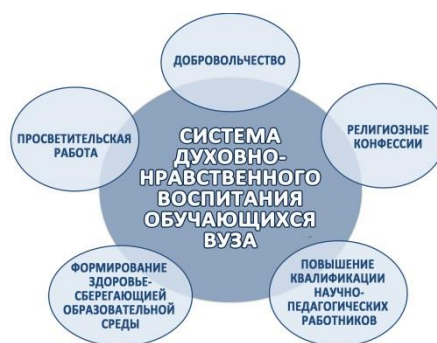 ДОБРОВОЛЬЧЕСТВО
ПРОСВЕТИТЕЛЬСКАЯ
РАБОТА
РЕЛИГИОЗНЫЕ
КОНФЕССИИ
СИСТЕМА
ДУХОВНО-
НРАВСТВЕННОГО
ВОСПИТАНИЯ
ОБУЧАЮЩИХСЯ
ВУЗА
ФОРМИРОВАНИЕ
ЗДОРОВЬЕ-
СБЕРЕГАЮЩЕЙ
ОБРАЗОВАТЕЛЬНОЙ
СРЕДЫ
ПОВЫШЕНИЕ
КВАЛИФИКАЦИИ
НАУЧНО-
ПЕДАГОГИЧЕСКИХ
РАБОТНИКОВ